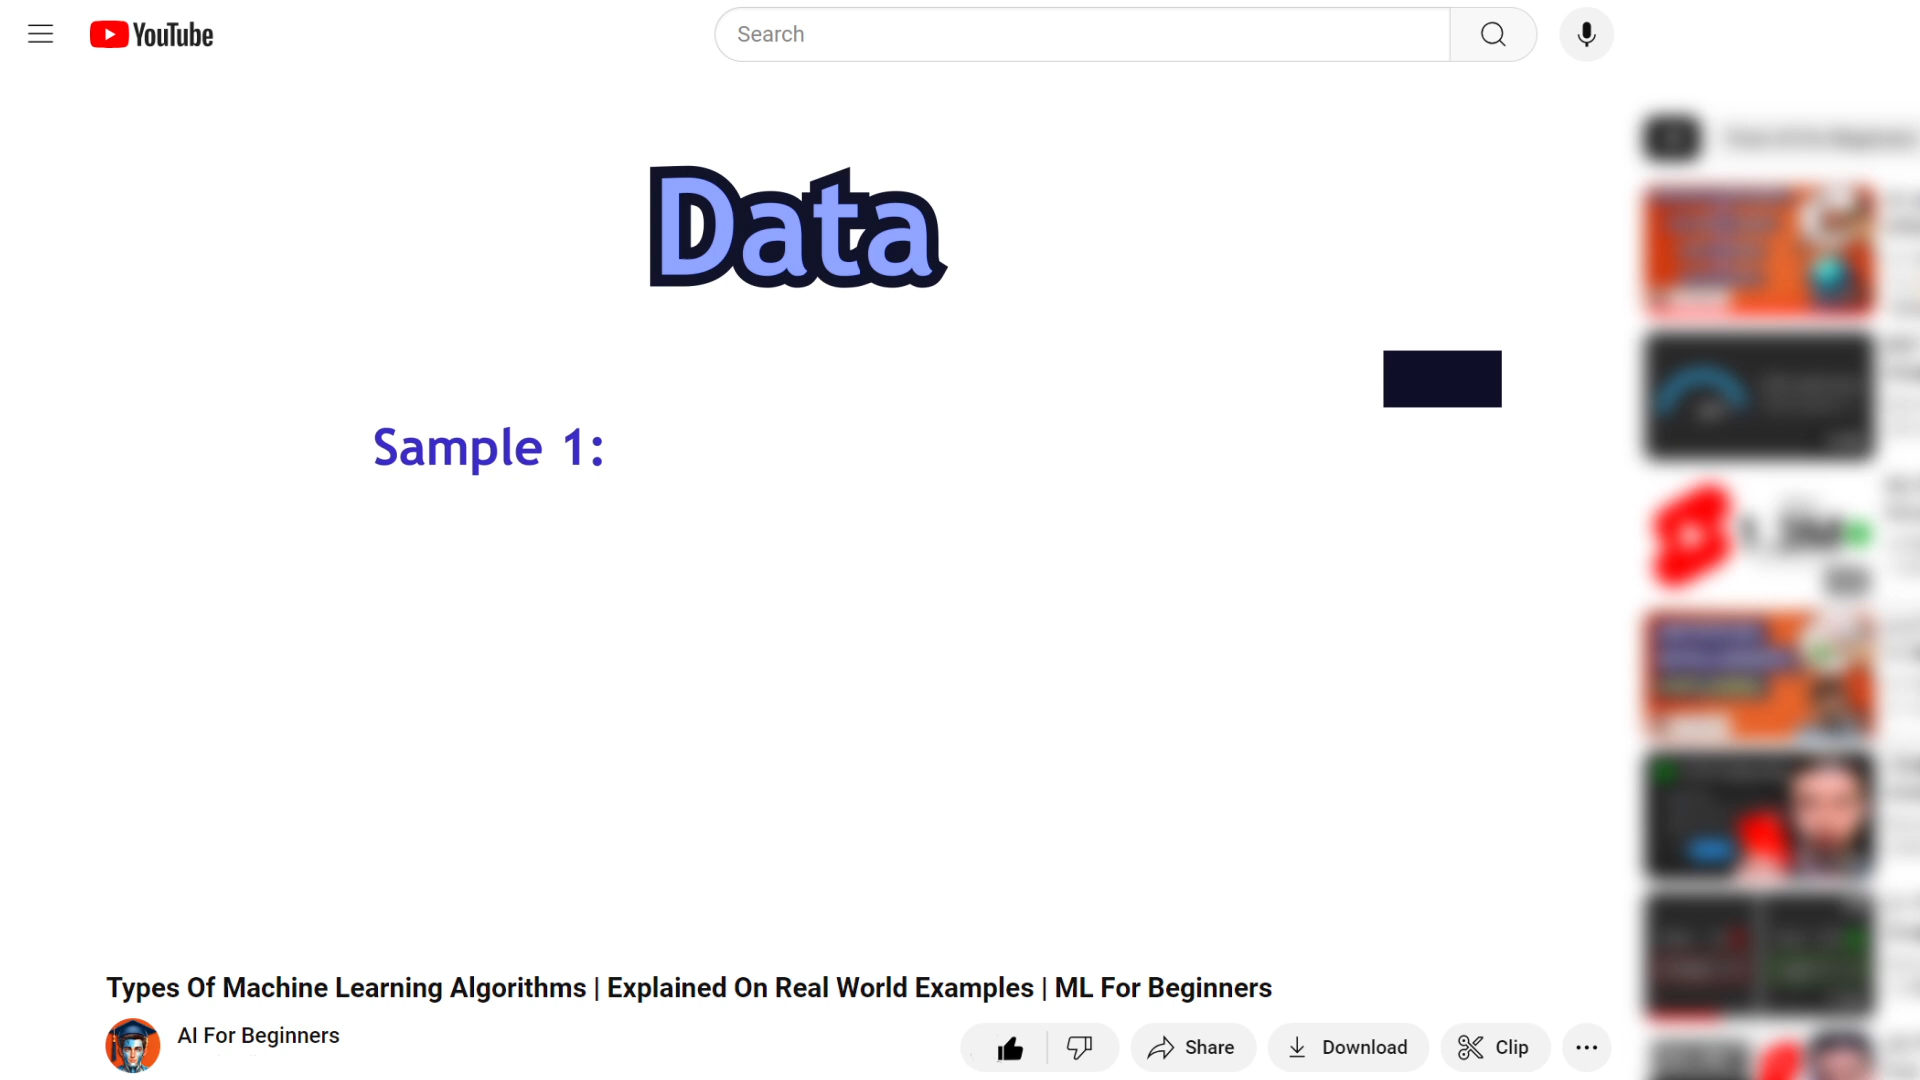 YouTube
Search
Data
Sample 1:
Types Of Machine Learning Algorithms | Explained On Real World Examples | ML For Beginners
AI For Beginners
Share
Download
Clip